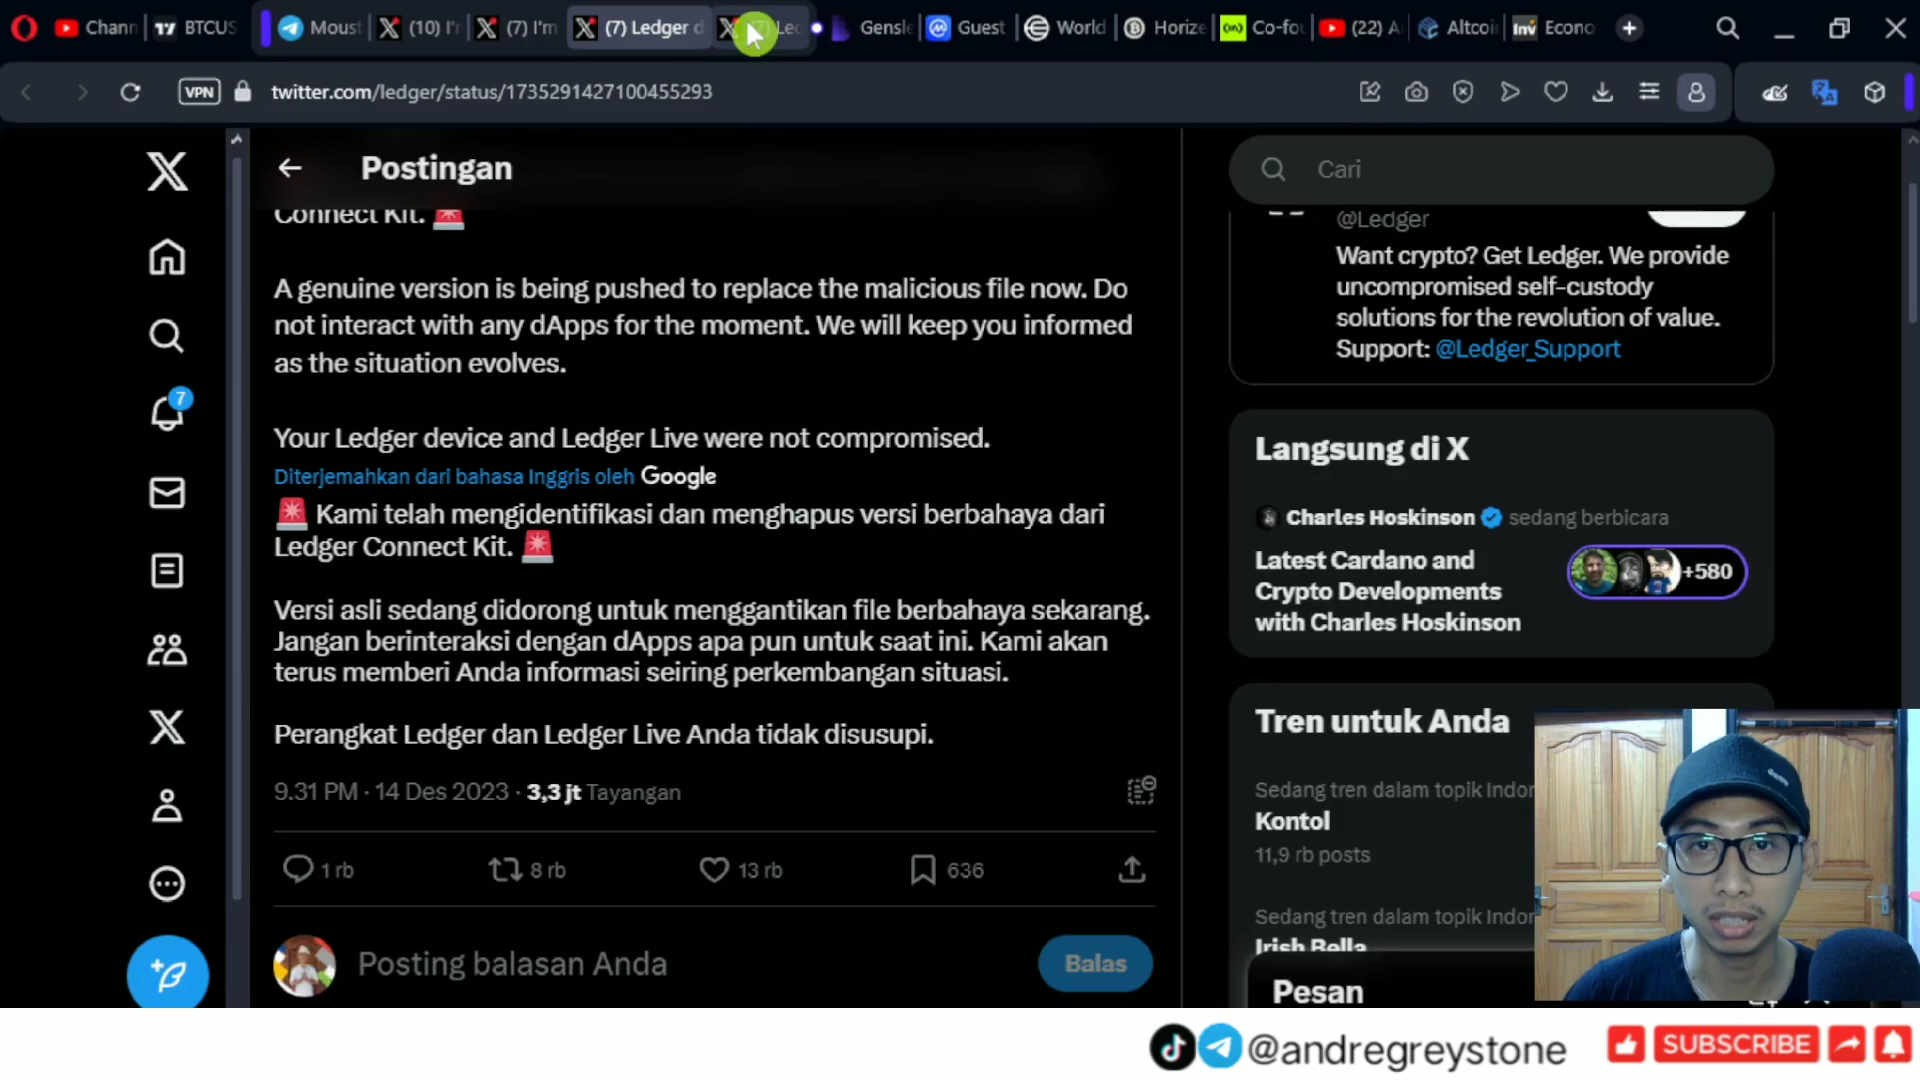 Chann
BTCUS
Moust
(10) I'm
(7) I'm
(7) Ledger d
Gensle
Guest
World
Horize
Co-fou
(22) A
Altcoi
inv Econo
VPN
twitter.com/ledger/status/1735291427100455293
Postingan
Cari
Connect Kit. 🚨
A genuine version is being pushed to replace the malicious file now. Do
not interact with any dApps for the moment. We will keep you informed
as the situation evolves.
Your Ledger device and Ledger Live were not compromised.
Diterjemahkan dari bahasa Inggris oleh Google
🚨 Kami telah mengidentifikasi dan menghapus versi berbahaya dari
Ledger Connect Kit. 🚨
Versi asli sedang didorong untuk menggantikan file berbahaya sekarang.
Jangan berinteraksi dengan dApps apa pun untuk saat ini. Kami akan
terus memberi Anda informasi seiring perkembangan situasi.
Perangkat Ledger dan Ledger Live Anda tidak disusupi.
9.31 PM · 14 Des 2023 · 3,3 jt Tayangan
1 rb
8 rb
13 rb
636
Posting balasan Anda
Balas
7
@Ledger
Want crypto? Get Ledger. We provide
uncompromised self-custody
solutions for the revolution of value.
Support: @Ledger_Support
Langsung di X
Charles Hoskinson sedang berbicara
Latest Cardano and
Crypto Developments
with Charles Hoskinson
+580
Tren untuk Anda
Sedang tren dalam topik Indon
Kontol
11,9 rb posts
Sedang tren dalam topik Indon
Irish Bella
Pesan
@andregreystone
SUBSCRIBE